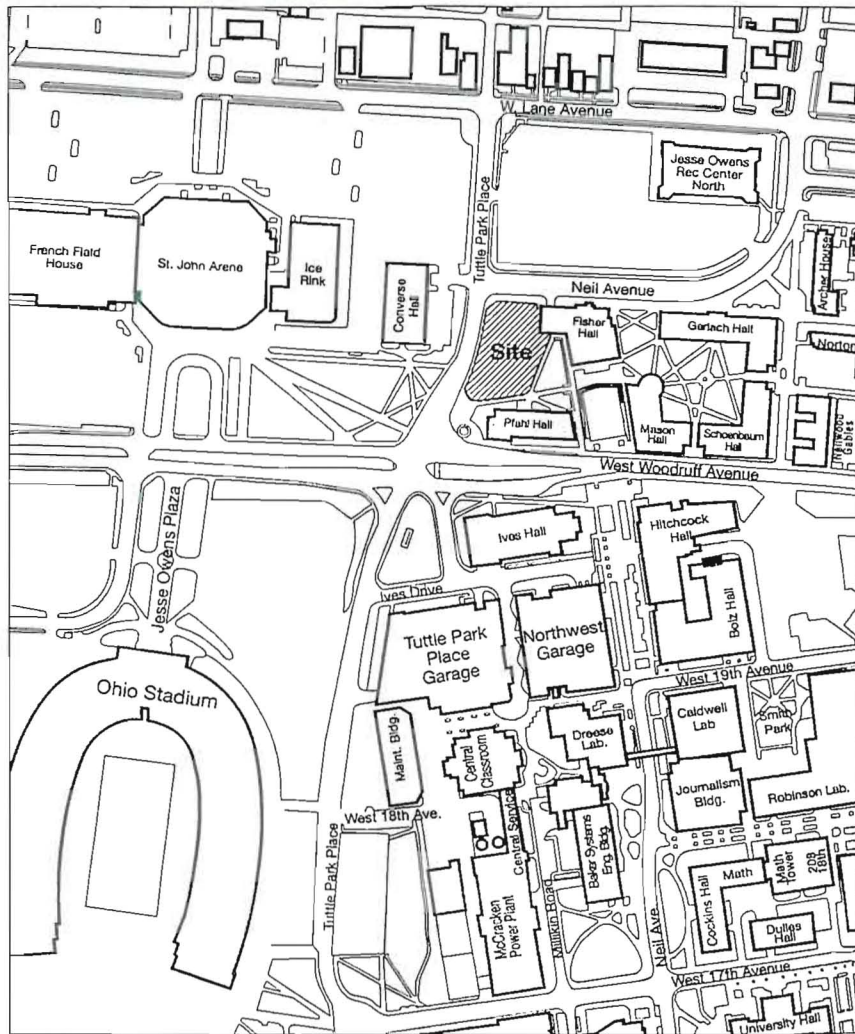 W. Lane Avenue
Jesse Owens
Rec Center
North
Tuttle Park Place
French Field
House
St. John Arena
Ice
Rink
Converse
Hall
Neil Avenue
Archer House
Site
Fisher
Hall
Gerlach Hall
Norton
Pfahl Hall
Mason
Hall
Schoenbaum
Hall
Neilwood
Gables
West Woodruff Avenue
Jesse Owens Plaza
Ives Hall
Hitchcock
Hall
Ives Drive
Bolz Hall
Tuttle Park
Place
Garage
Northwest
Garage
West 19th Avenue
Ohio Stadium
Maint. Bldg.
Central
Classroom
Dreese
Lab.
Caldwell
Lab
Smith
Park
Journalism
Bldg.
Robinson Lab.
West 18th Ave.
Central Service
Baker Systems
Eng. Bldg.
Tuttle Park Place
McCracken
Power Plant
Millikin Road
Neil Ave.
Cockins Hall
Math
Math
Tower
209
18th
Dulles
Hall
West 17th Avenue
University Hall